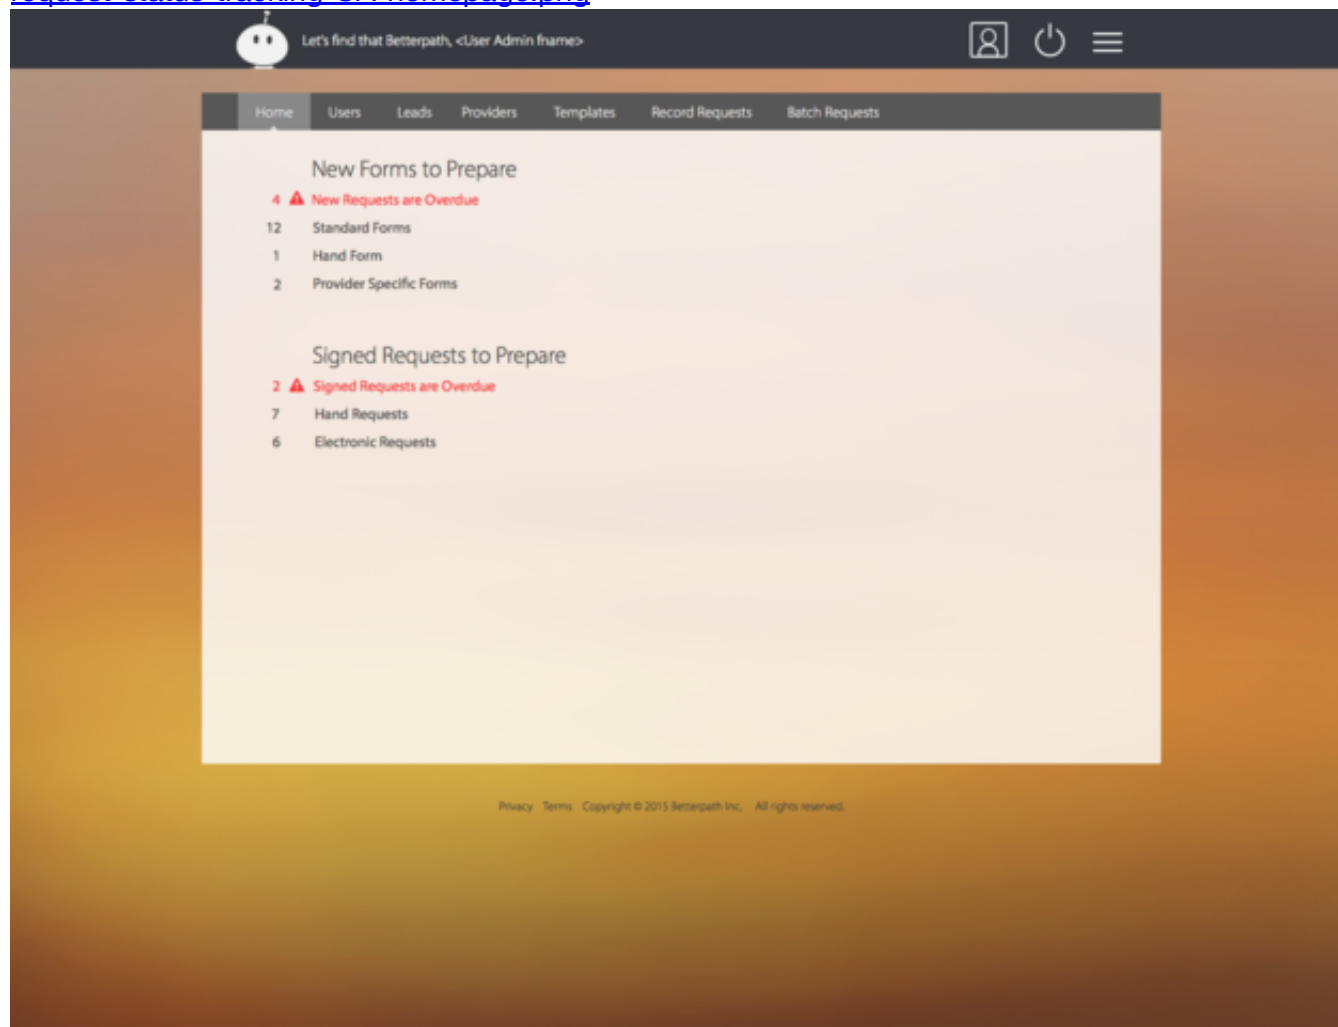 Let's find that Betterpath, <User Admin fname>
Home Users Leads Providers Templates Record Requests Batch Requests
New Forms to Prepare
4 New Requests are Overdue
12 Standard Forms
1 Hand Form
2 Provider Specific Forms
Signed Requests to Prepare
2 Signed Requests are Overdue
7 Hand Requests
6 Electronic Requests
Privacy Terms Copyright © 2015 Betterpath Inc. All rights reserved.